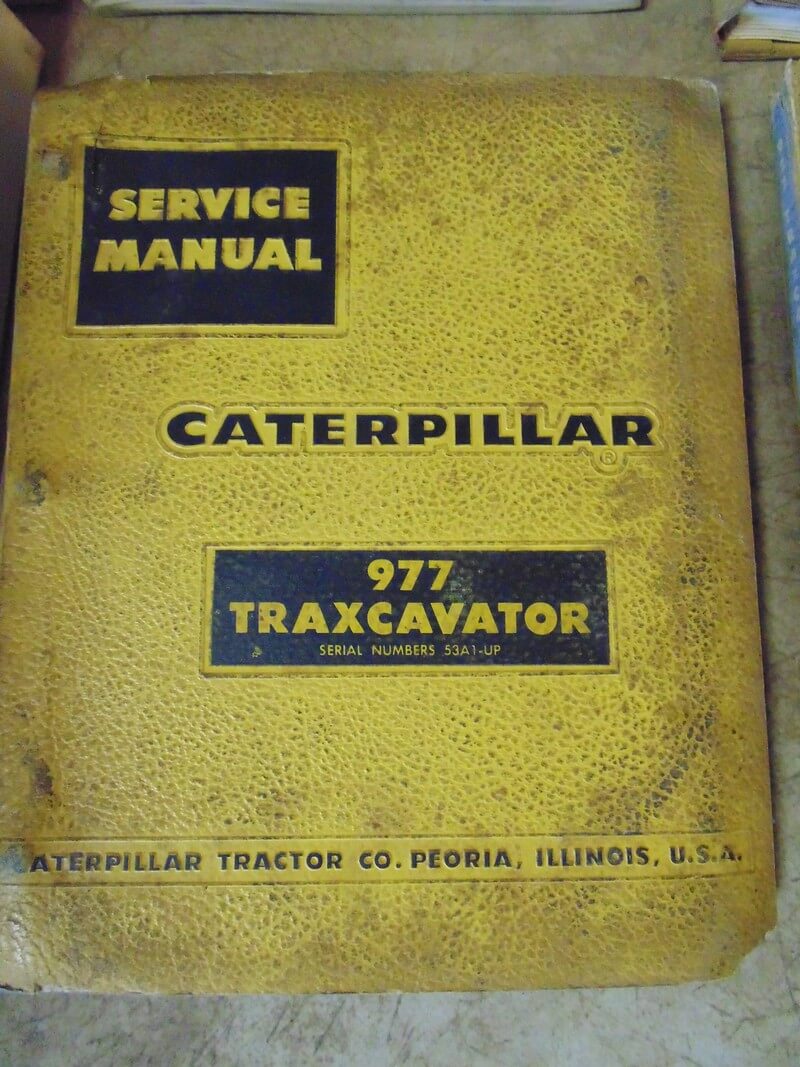 SERVICE
MANUAL
CATERPILLAR
®
977
TRAXCAVATOR
SERIAL NUMBERS 53A1-UP
ATERPILLAR TRACTOR CO. PEORIA, ILLINOIS, U.S.A.